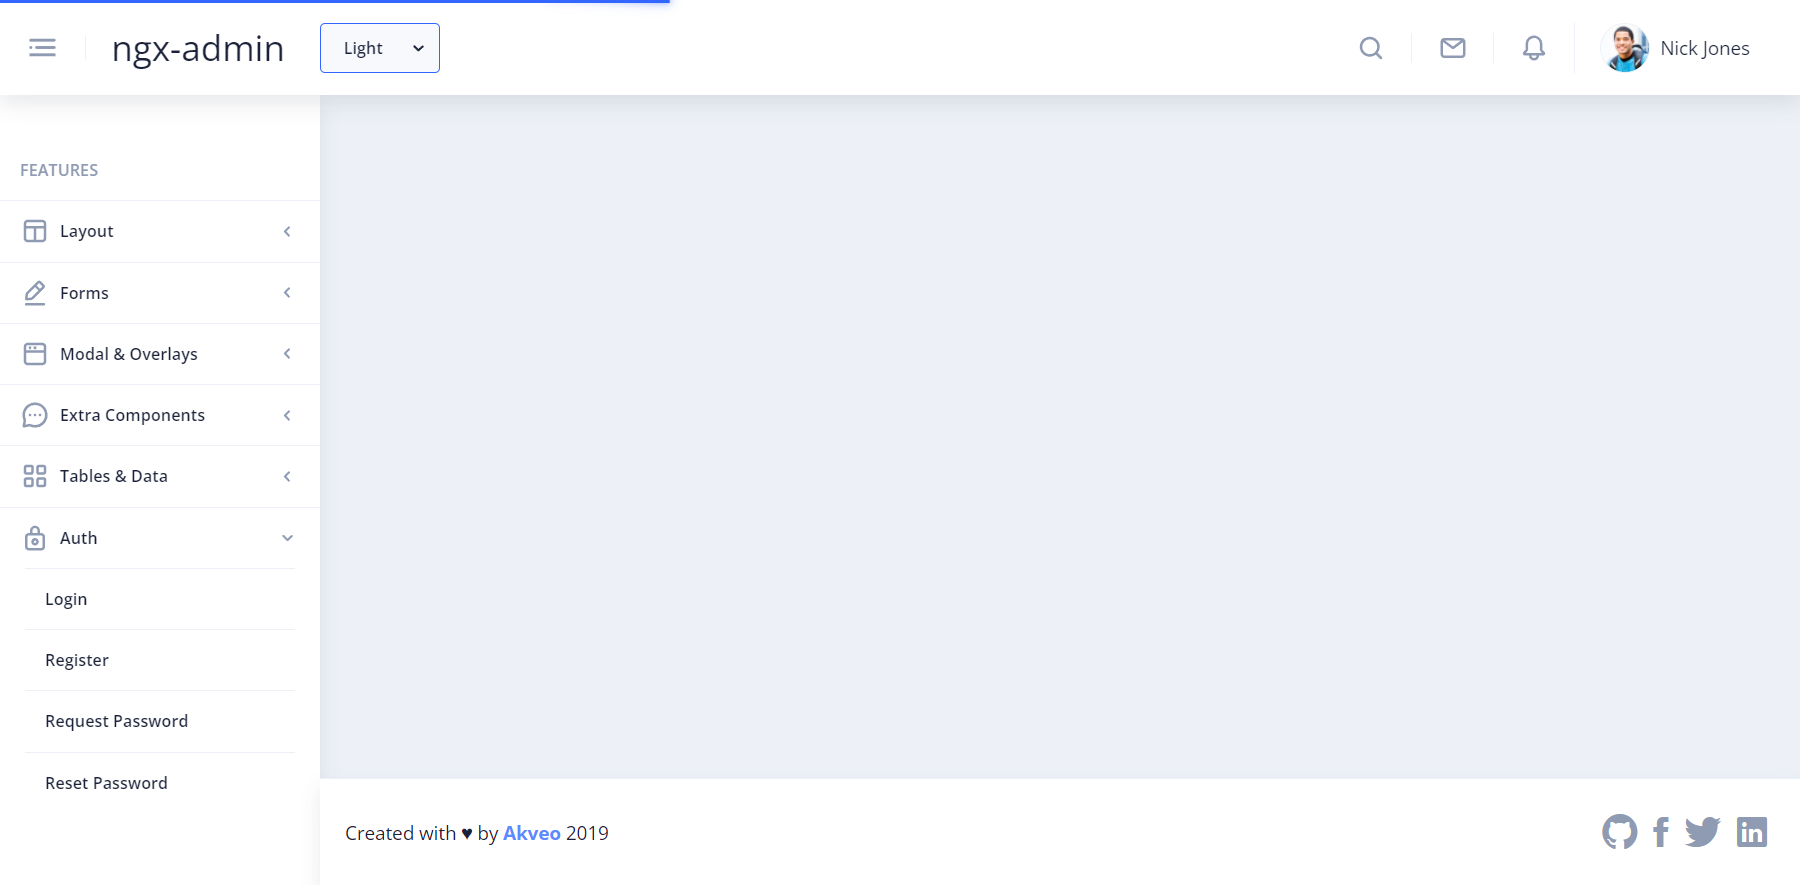 ngx-admin
Light
Nick Jones
FEATURES
Layout
Forms
Modal & Overlays
Extra Components
Tables & Data
Auth
Login
Register
Request Password
Reset Password
Created with ♥ by Akveo 2019